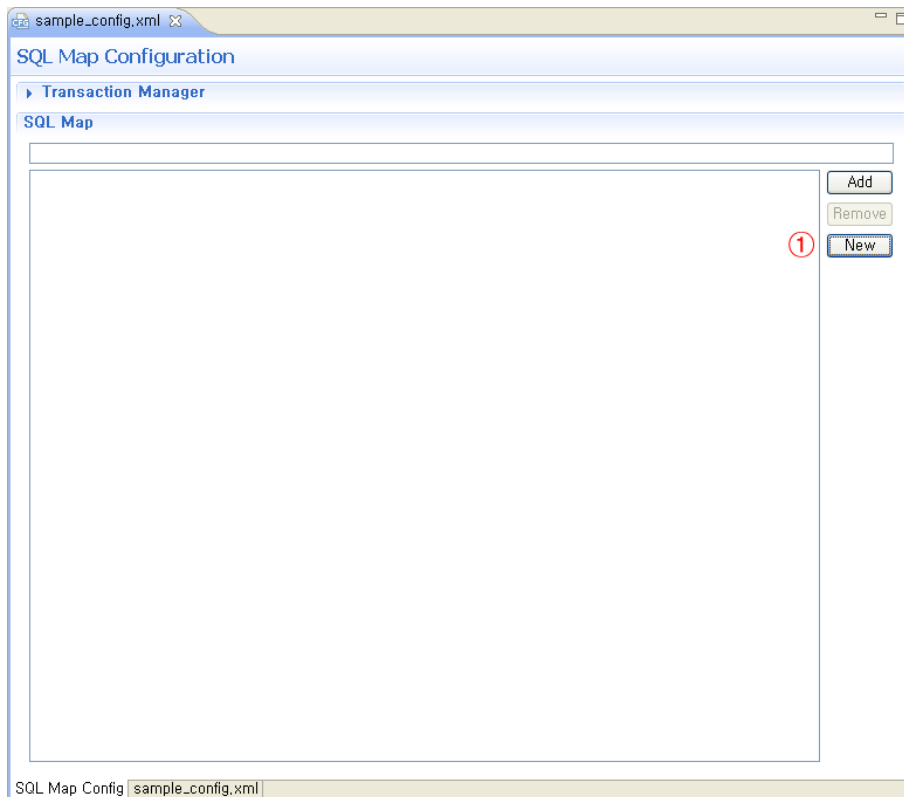 sample_config.xml
SQL Map Configuration
Transaction Manager
SQL Map
Add
Remove
① New
SQL Map Config sample_config.xml